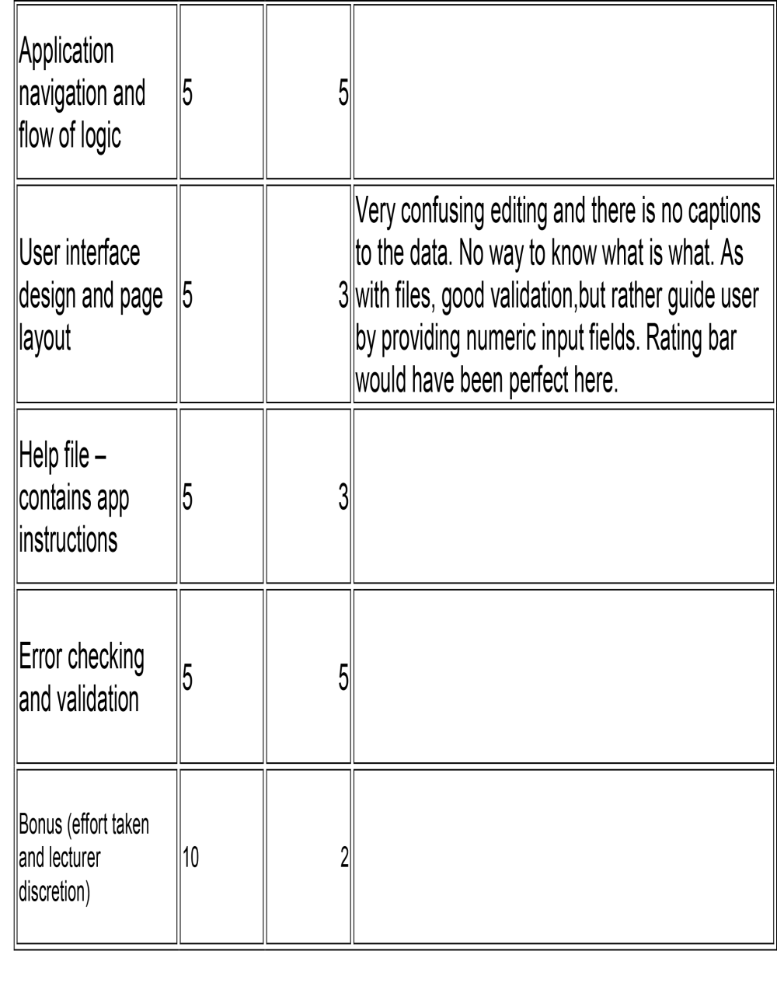 Application
navigation and
flow of logic
5
5
User interface
design and page
layout
5
3
Very confusing editing and there is no captions
to the data. No way to know what is what. As
with files, good validation,but rather guide user
by providing numeric input fields. Rating bar
would have been perfect here.
Help file –
contains app
instructions
5
3
Error checking
and validation
5
5
Bonus (effort taken
and lecturer
discretion)
10
2